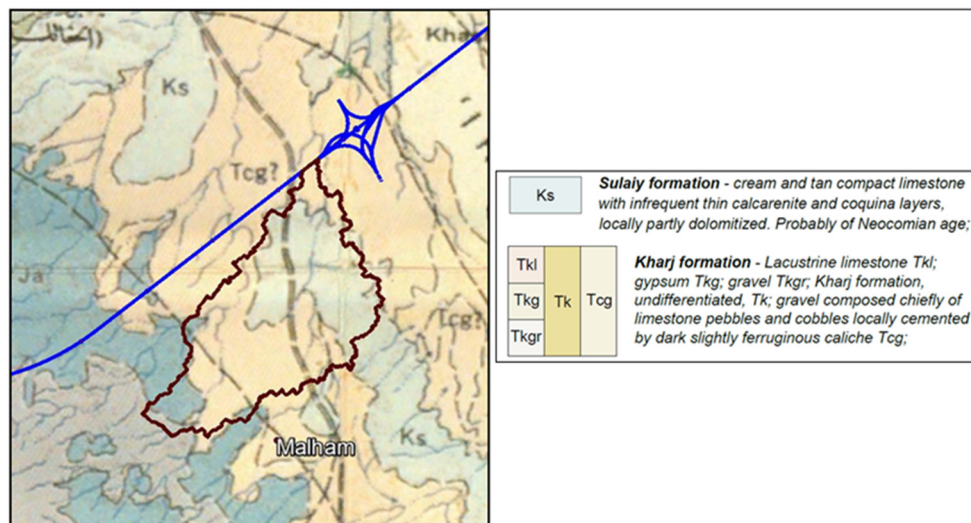 Ks
Khar
Tcg?
Ja
Tcg?
Ks
Malham
Ks
Sulaiy formation - cream and tan compact limestone
with infrequent thin calcarenite and coquina layers,
locally partly dolomitized. Probably of Neocomian age;
Tkl
Tkg
Tkgr
Tk
Tcg
Kharj formation - Lacustrine limestone Tkl;
gypsum Tkg; gravel Tkgr; Kharj formation,
undifferentiated, Tk; gravel composed chiefly of
limestone pebbles and cobbles locally cemented
by dark slightly ferruginous caliche Tcg;